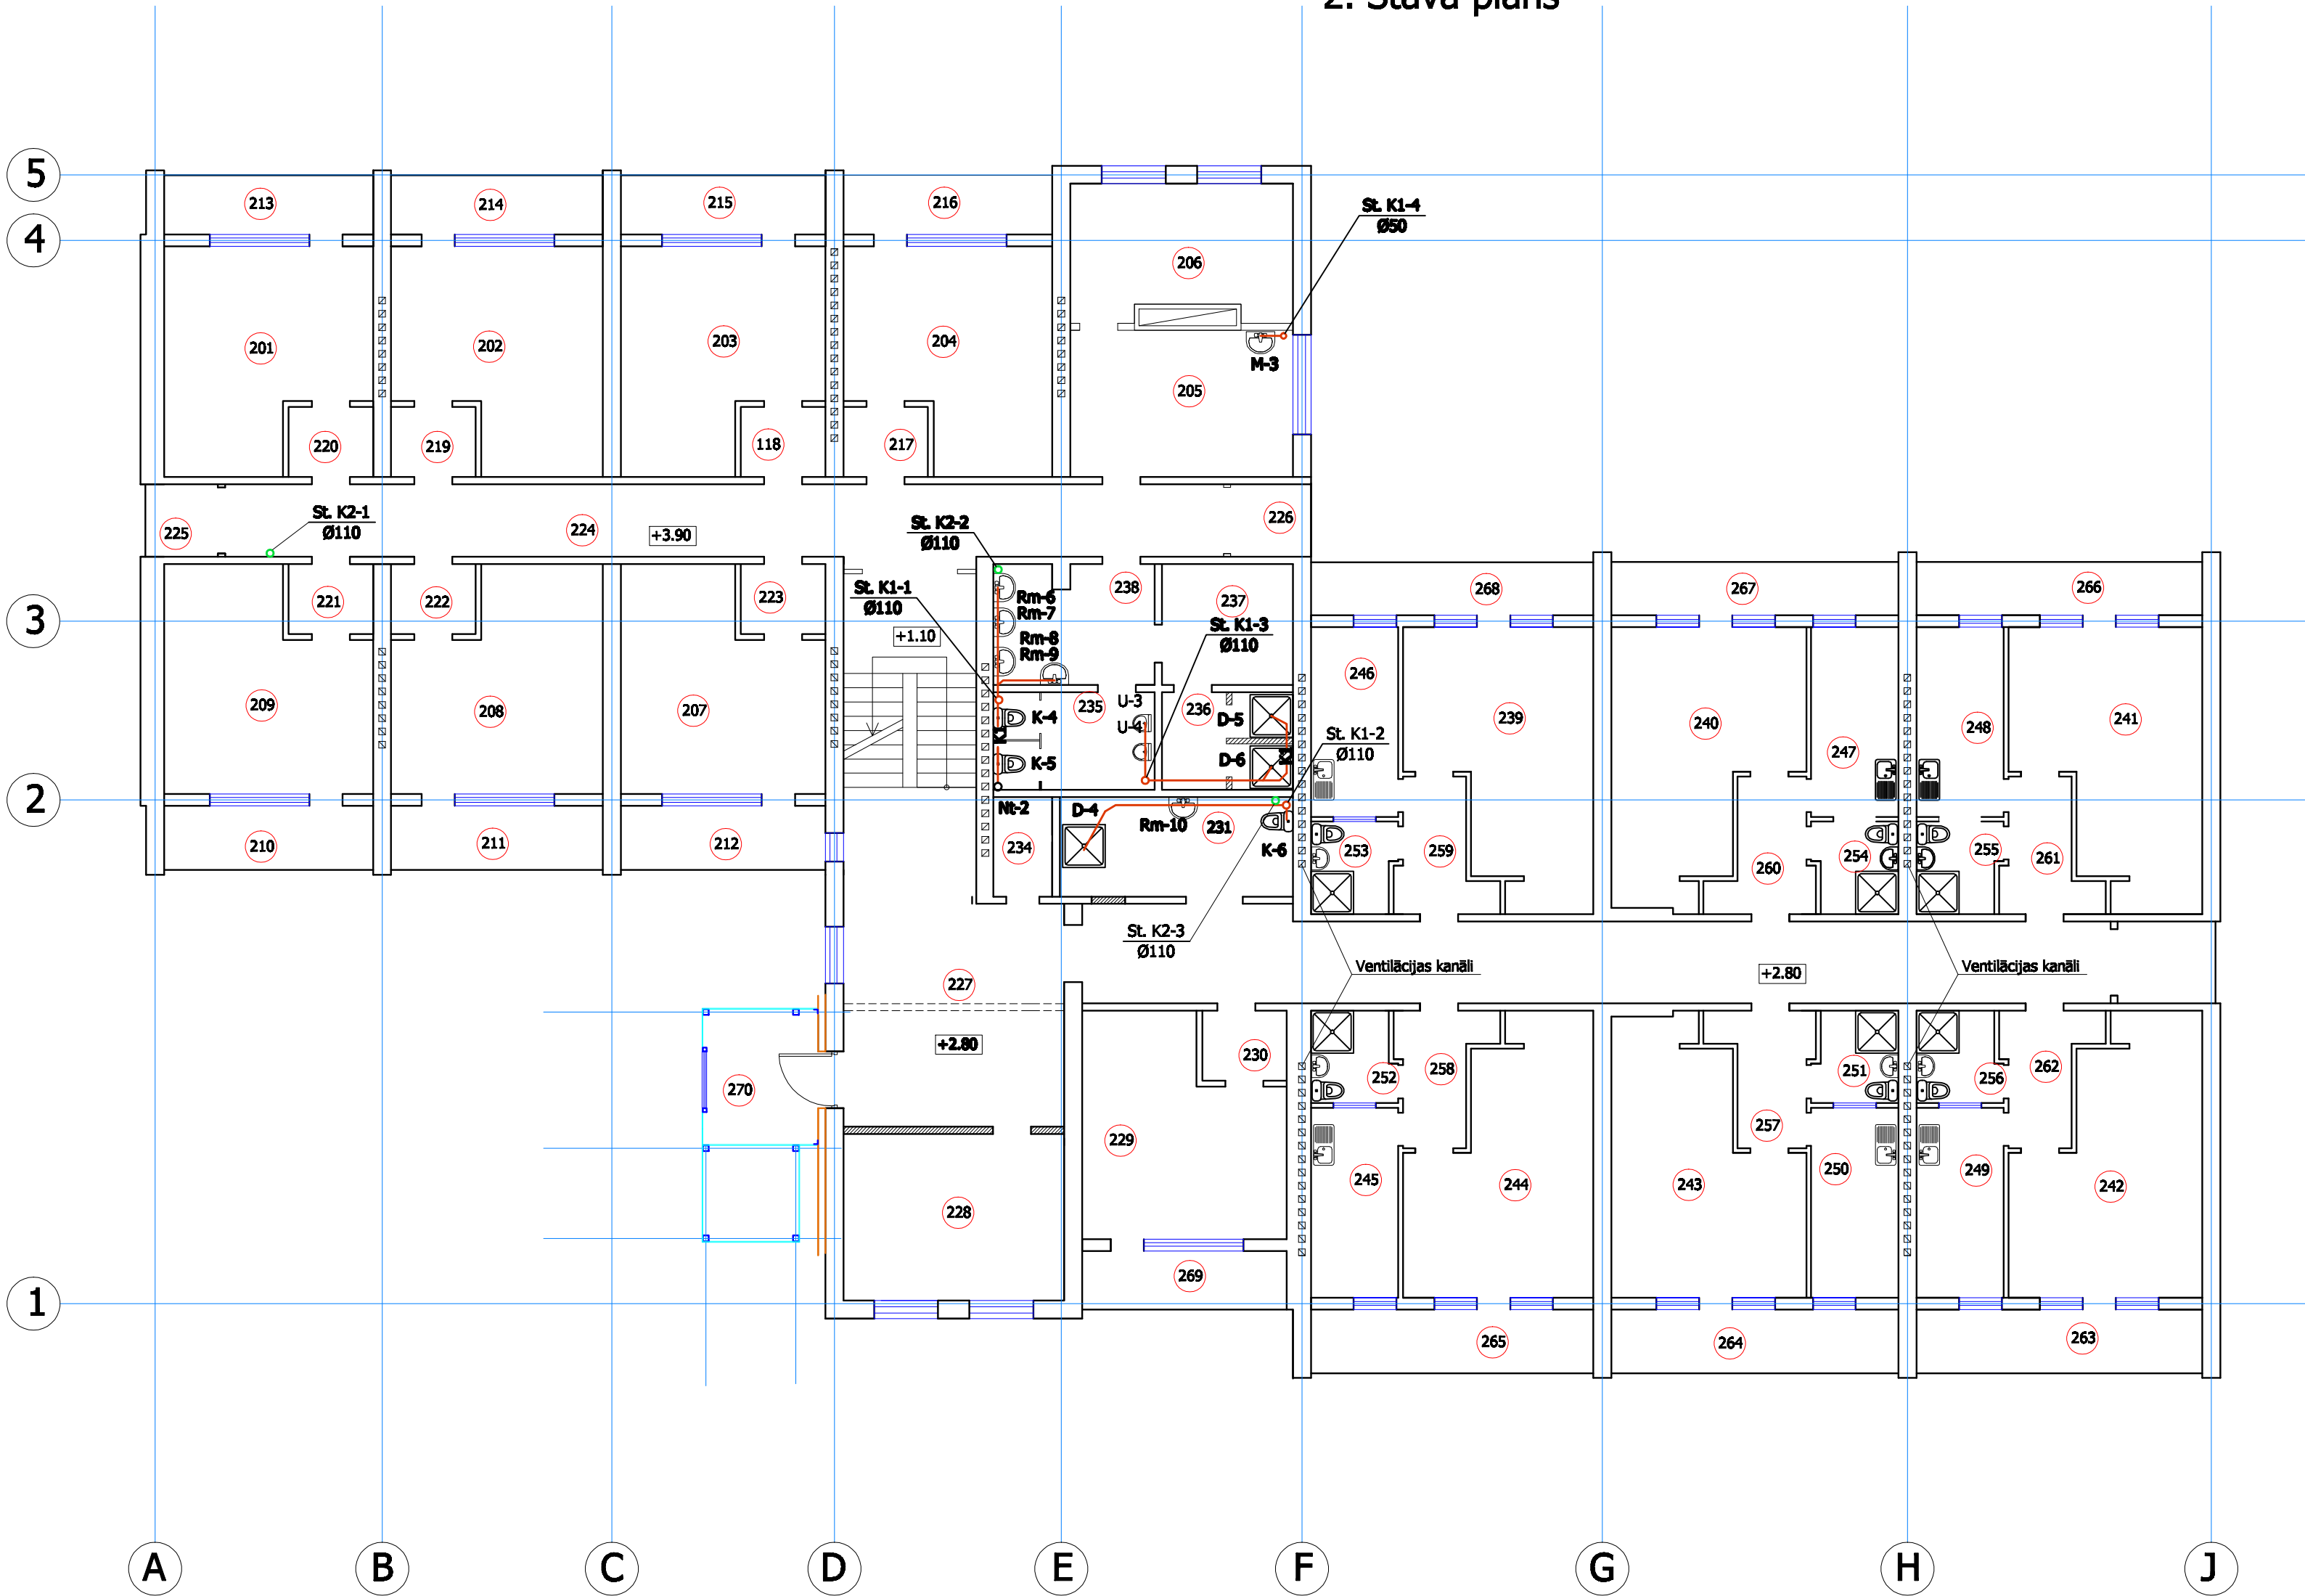 2. Stāva plāns
5
213
214
215
216
St. K1-4
Ø50
4
206
201
202
203
204
M-3
205
220
219
118
217
St. K2-1
Ø110
225
224
+3.90
St. K2-2
Ø110
226
238
237
268
267
266
221
222
223
St. K1-1
Ø110
Rm-6
Rm-7
3
+1.10
Rm-8
Rm-9
St. K1-3
Ø110
246
209
208
207
K-4
235
U-3
U-4
236
D-5
239
240
248
241
K1
K1
K-5
D-6
St. K1-2
Ø110
247
2
Nt-2
D-4
Rm-10
231
210
211
212
234
K-6
253
259
254
255
261
260
St. K2-3
Ø110
Ventilācijas kanāli
+2.80
Ventilācijas kanāli
227
+2.80
230
270
252
258
251
256
262
229
257
245
244
243
250
249
242
228
269
1
265
264
263
A
B
C
D
E
F
G
H
J